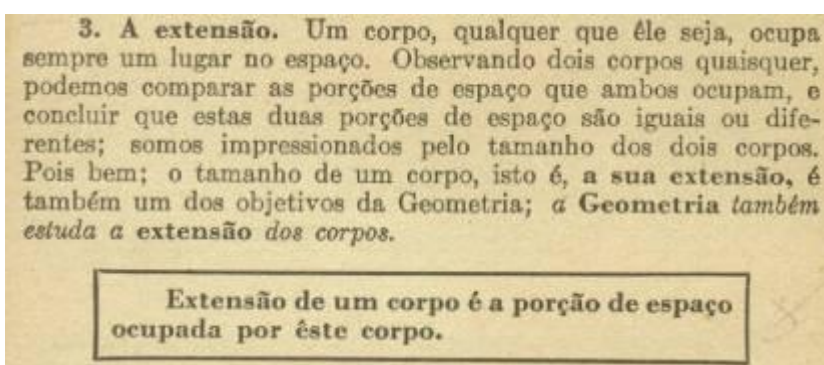 3. A extensão. Um corpo, qualquer que êle seja, ocupa
sempre um lugar no espaço. Observando dois corpos quaisquer,
podemos comparar as porções de espaço que ambos ocupam, e
concluir que estas duas porções de espaço são iguais ou dife-
rentes; somos impressionados pelo tamanho dos dois corpos.
Pois bem; o tamanho de um corpo, isto é, a sua extensão, é
também um dos objetivos da Geometria; a Geometria também
estuda a extensão dos corpos.
Extensão de um corpo é a porção de espaço
ocupada por êste corpo.